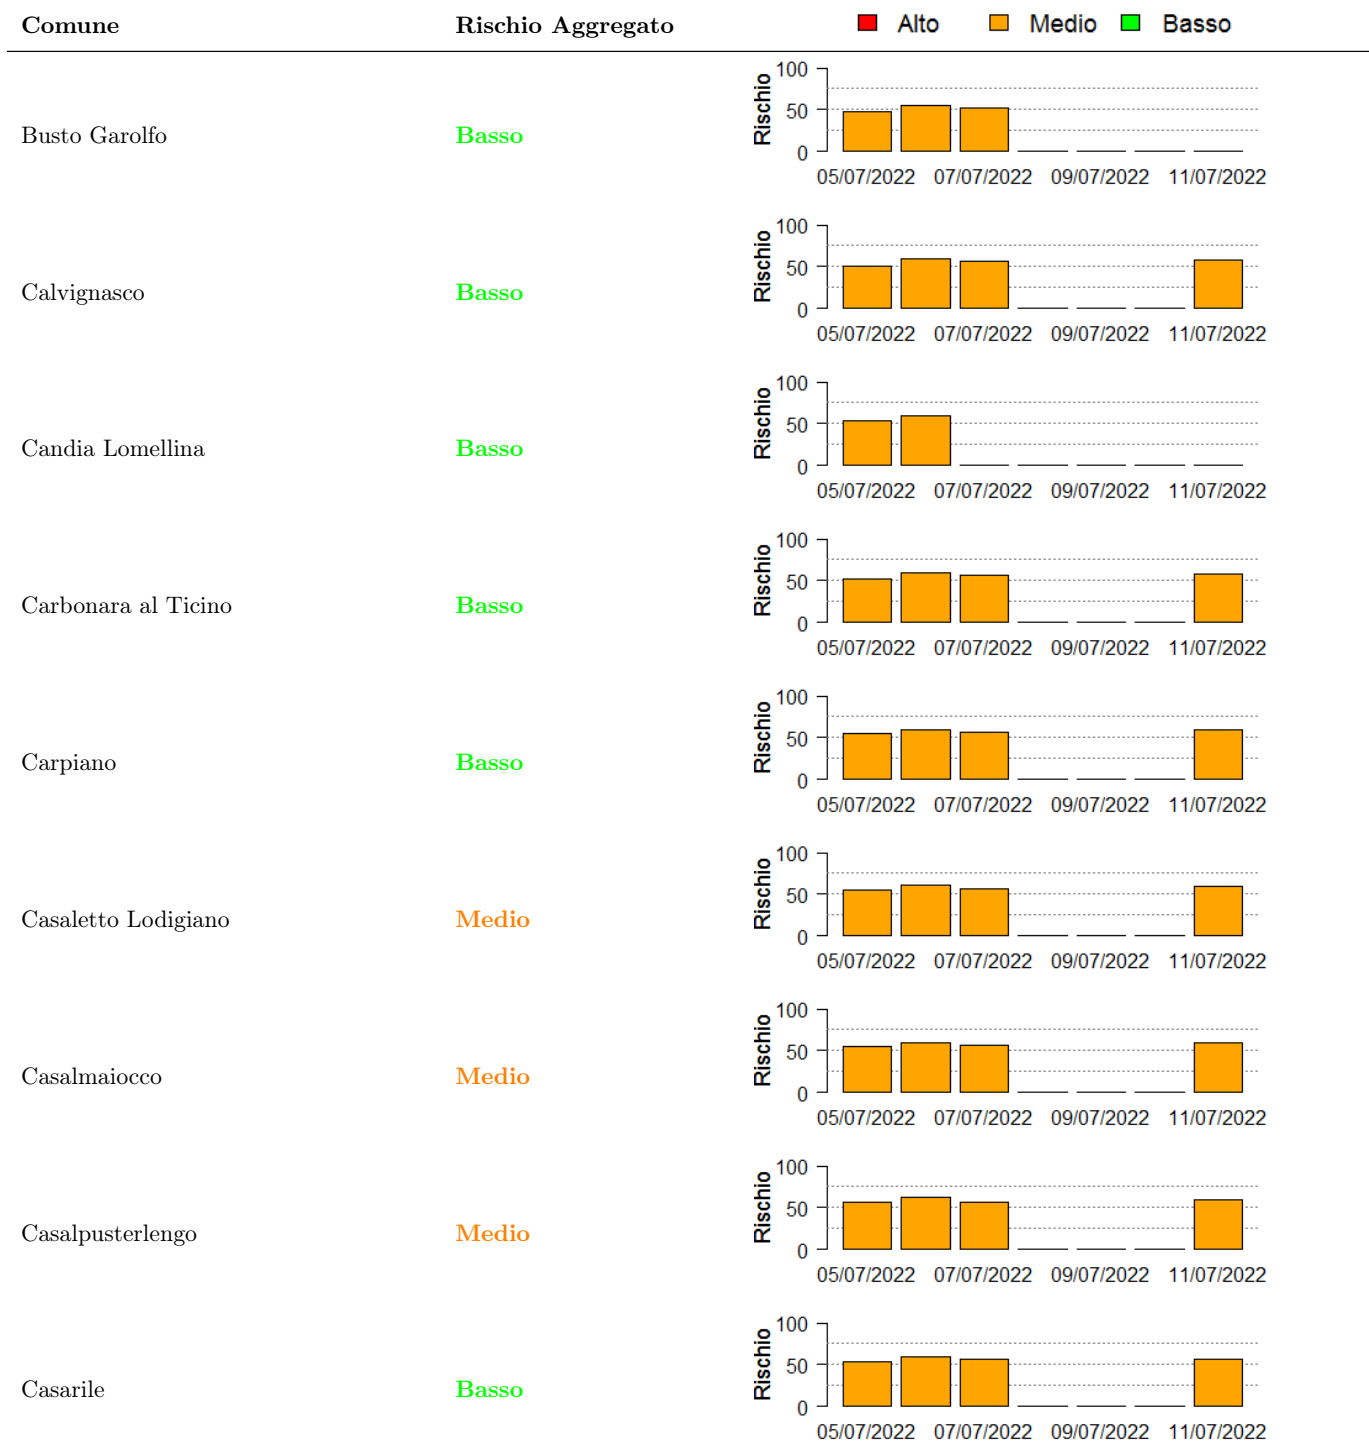 Comune Rischio Aggregato Alto Medio Basso
Busto Garolfo Basso
Rischio
100
50
0
05/07/2022 07/07/2022 09/07/2022 11/07/2022
Calvignasco Basso
Rischio
100
50
0
05/07/2022 07/07/2022 09/07/2022 11/07/2022
Candia Lomellina Basso
Rischio
100
50
0
05/07/2022 07/07/2022 09/07/2022 11/07/2022
Carbonara al Ticino Basso
Rischio
100
50
0
05/07/2022 07/07/2022 09/07/2022 11/07/2022
Carpiano Basso
Rischio
100
50
0
05/07/2022 07/07/2022 09/07/2022 11/07/2022
Casaletto Lodigiano Medio
Rischio
100
50
0
05/07/2022 07/07/2022 09/07/2022 11/07/2022
Casalmaiocco Medio
Rischio
100
50
0
05/07/2022 07/07/2022 09/07/2022 11/07/2022
Casalpusterlengo Medio
Rischio
100
50
0
05/07/2022 07/07/2022 09/07/2022 11/07/2022
Casarile Basso
Rischio
100
50
0
05/07/2022 07/07/2022 09/07/2022 11/07/2022